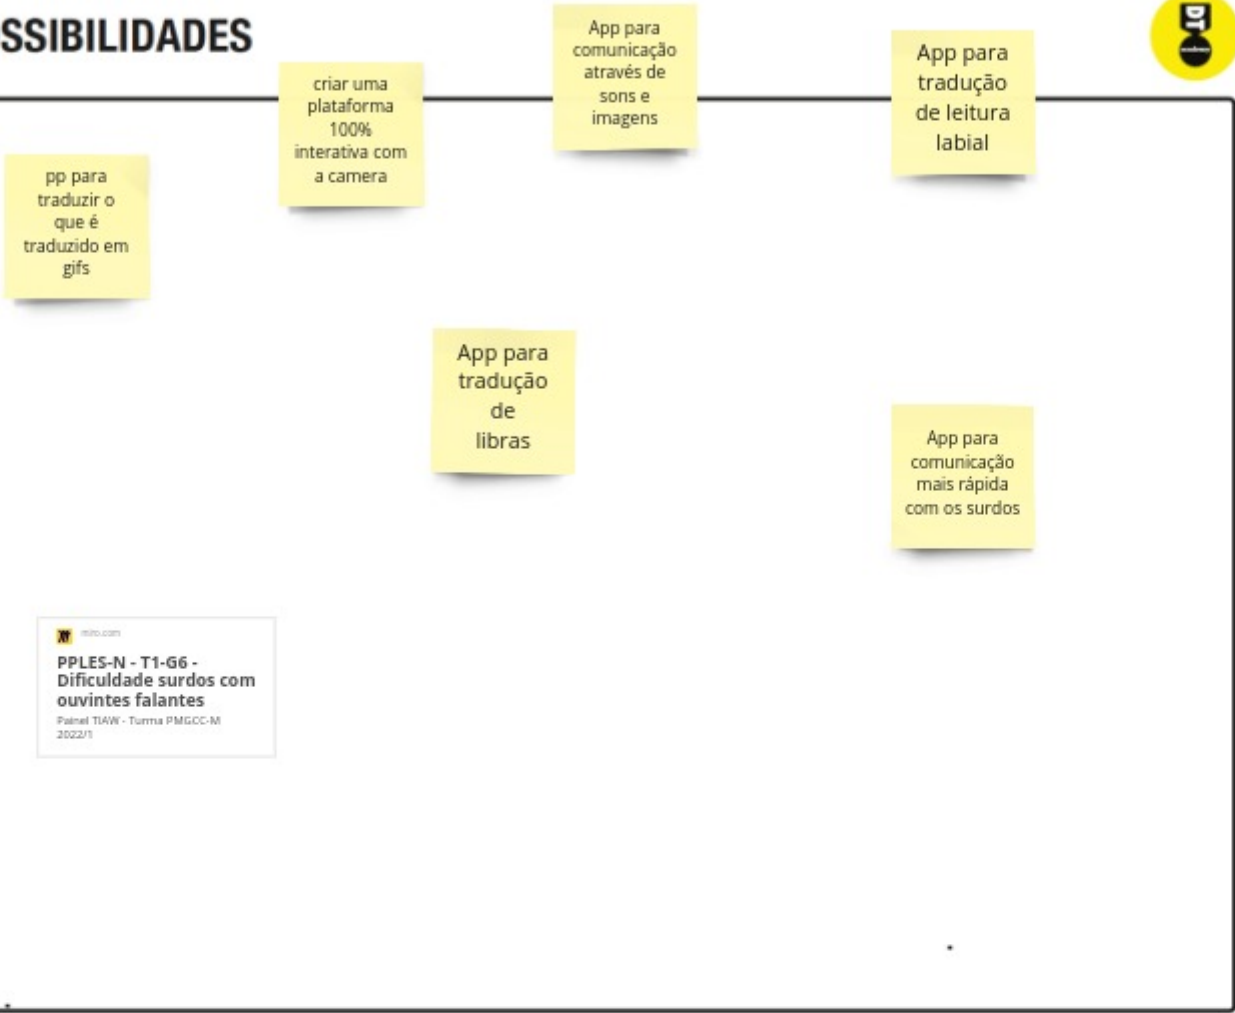 SSIBILIDADES
DT
App para
comunicação
através de
sons e
imagens
App para
tradução
de leitura
labial
criar uma
plataforma
100%
interativa com
a camera
pp para
traduzir o
que é
traduzido em
gifs
App para
tradução
de
libras
App para
comunicação
mais rápida
com os surdos
miro.com
PPLES-N - T1-G6 -
Dificuldade surdos com
ouvintes falantes
Painel TIAW - Turma PMGCC-M
2022/1